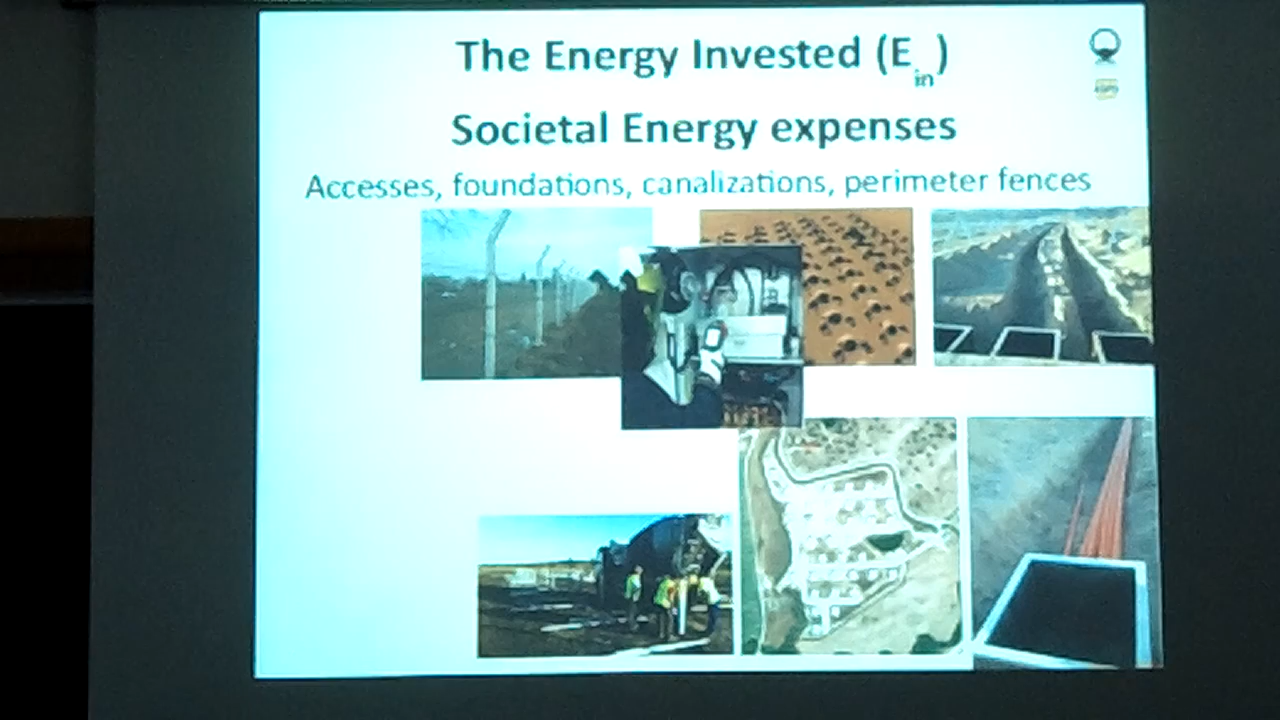 The Energy Invested (E in)
Societal Energy expenses
Accesses, foundations, canalizations, perimeter fences